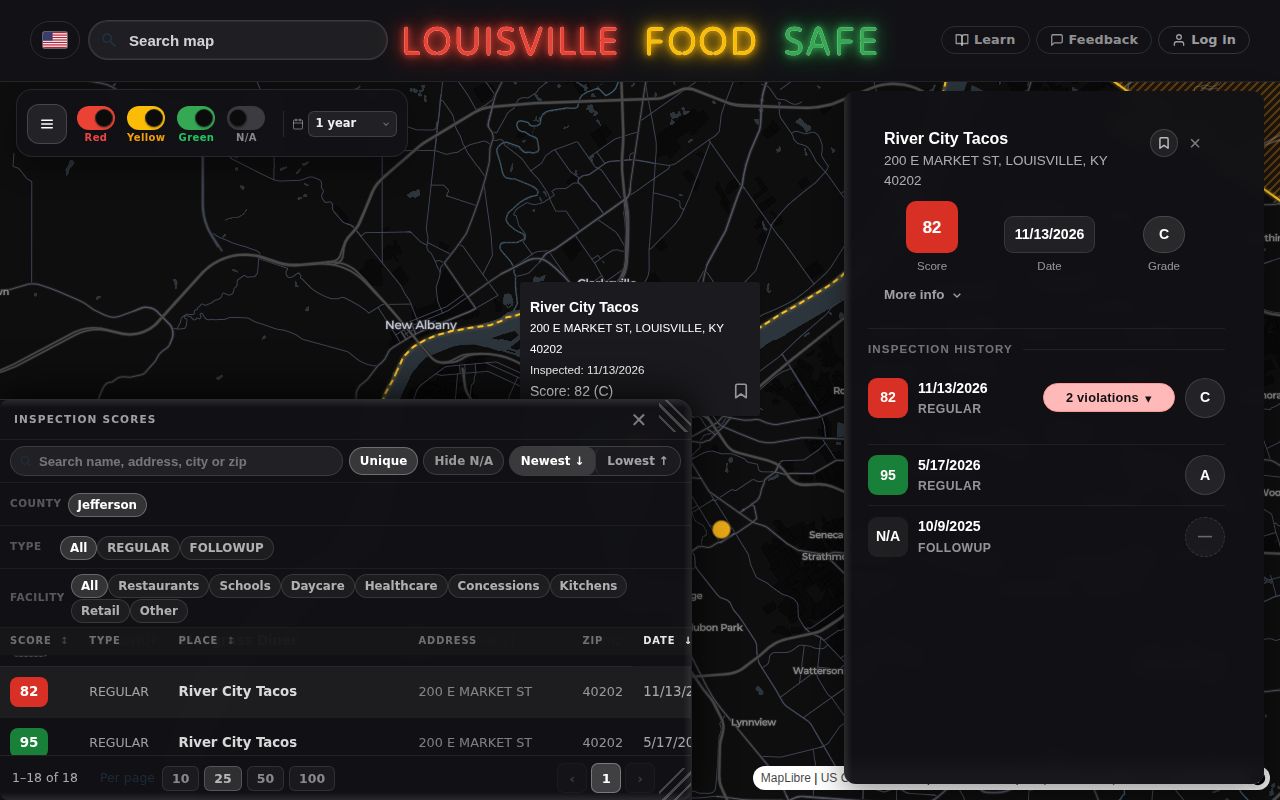 Search map
LOUISVILLE FOOD SAFE
Learn
Feedback
Log In
Red
Yellow
Green
N/A
1 year
New Albany
River City Tacos
200 E MARKET ST, LOUISVILLE, KY
40202
Inspected: 11/13/2026
Score: 82 (C)
River City Tacos
200 E MARKET ST, LOUISVILLE, KY
40202
82
11/13/2026
C
Score
Date
Grade
More info
INSPECTION HISTORY
82
11/13/2026
REGULAR
2 violations ▾
C
95
5/17/2026
REGULAR
A
N/A
10/9/2025
FOLLOWUP
—
INSPECTION SCORES
Search name, address, city or zip
Unique
Hide N/A
Newest ↓
Lowest ↑
COUNTY
Jefferson
TYPE
All
REGULAR
FOLLOWUP
FACILITY
All
Restaurants
Schools
Daycare
Healthcare
Concessions
Kitchens
Retail
Other
SCORE ↕ TYPE PLACE ↕ ADDRESS ZIP DATE ↓
82 REGULAR River City Tacos 200 E MARKET ST 40202 11/13/2
95 REGULAR River City Tacos 200 E MARKET ST 40202 5/17/20
1–18 of 18
Per page
10
25
50
100
‹
1
›
Seneca
Strathmo
Watterson
Lynnview
MapLibre | US C